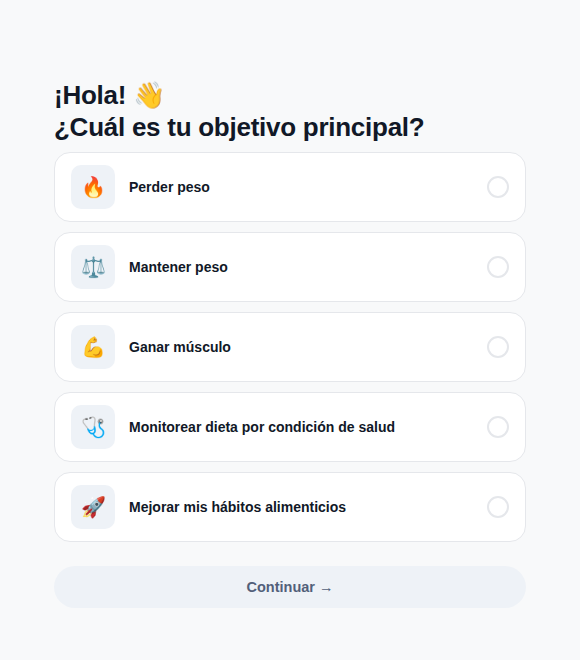 ¡Hola! 👋
¿Cuál es tu objetivo principal?
Perder peso
Mantener peso
Ganar músculo
Monitorear dieta por condición de salud
Mejorar mis hábitos alimenticios
Continuar →